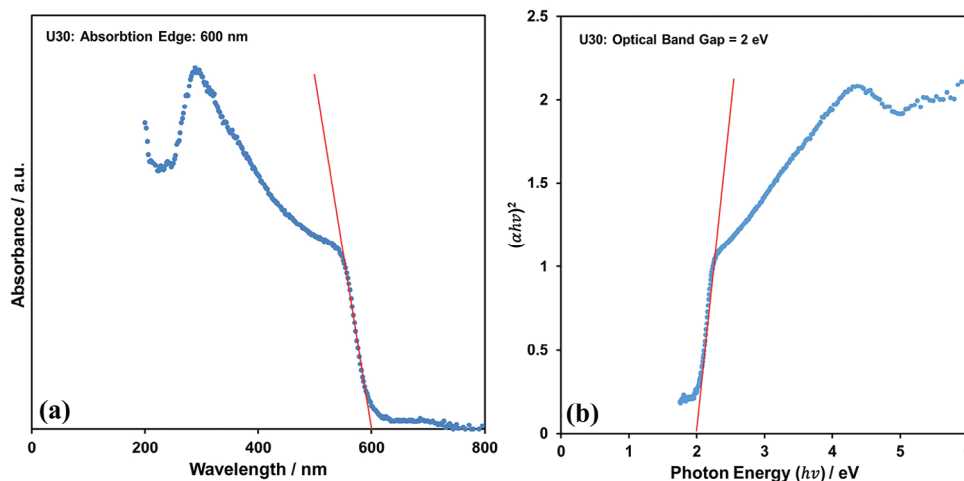 U30: Absorbtion Edge: 600 nm
Absorbance / a.u.
(a)
0 200 400 600 800
Wavelength / nm
U30: Optical Band Gap = 2 eV
2.5
2
1.5
1
0.5
0
(αhv)²
(b)
0 1 2 3 4 5
Photon Energy (hv) / eV